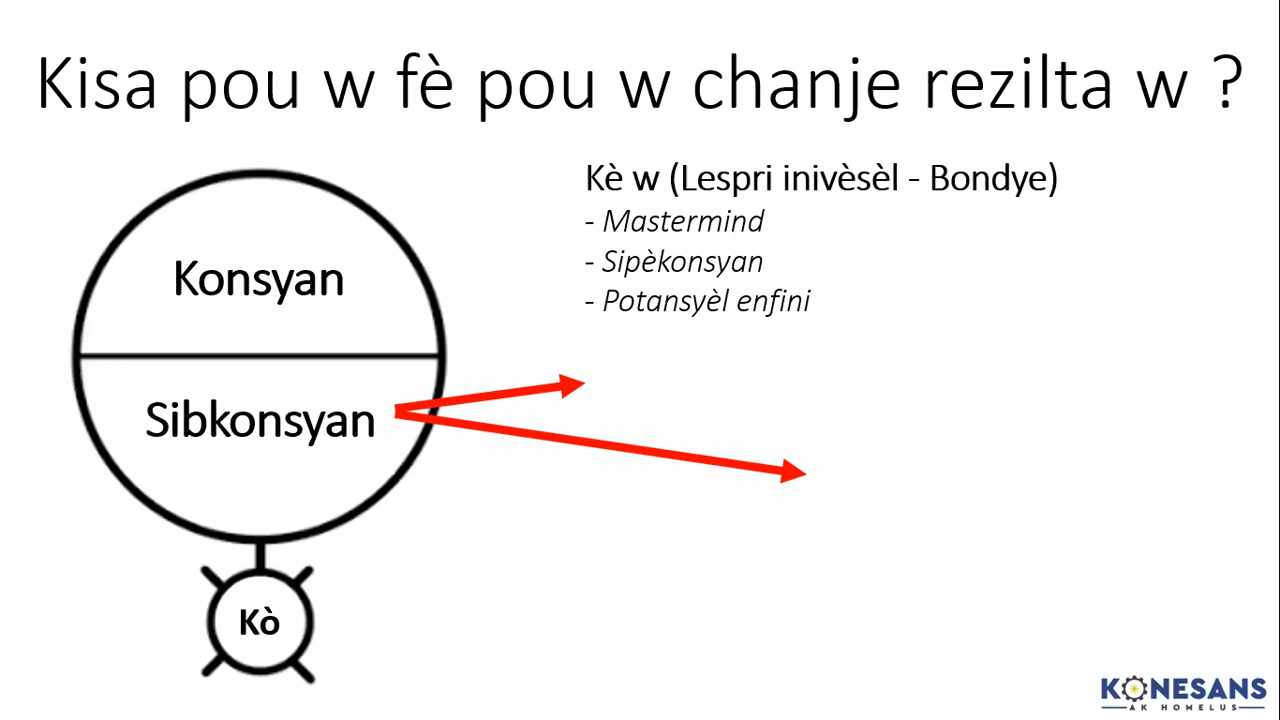 Kisa pou w fè pou w chanje rezilta w ?
Kè w (Lespri inivèsèl - Bondye)
- Mastermind
- Sipèkonsyan
- Potansyèl enfini
Konsyan
Sibkonsyan
Kò
KONESANS
AK HOMELUS